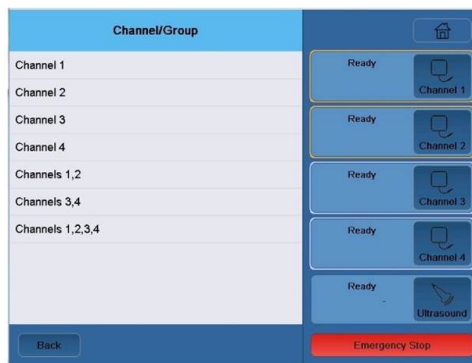 Channel/Group
Channel 1
Channel 2
Channel 3
Channel 4
Channels 1,2
Channels 3,4
Channels 1,2,3,4
Back
Ready
Channel 1
Ready
Channel 2
Ready
Channel 3
Ready
Channel 4
Ready
Ultrasound
Emergency Stop